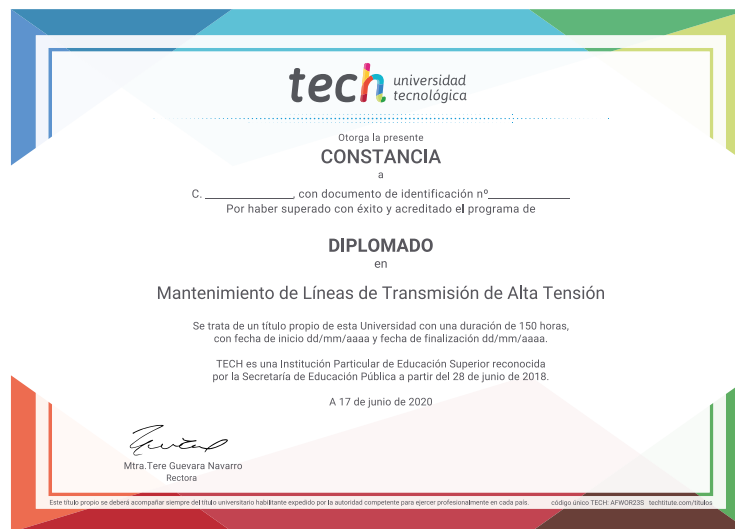 tech universidad
tecnológica
Otorga la presente
CONSTANCIA
a
C. ______________, con documento de identificación nº______________
Por haber superado con éxito y acreditado el programa de
DIPLOMADO
en
Mantenimiento de Líneas de Transmisión de Alta Tensión
Se trata de un título propio de esta Universidad con una duración de 150 horas,
con fecha de inicio dd/mm/aaaa y fecha de finalización dd/mm/aaaa.
TECH es una Institución Particular de Educación Superior reconocida
por la Secretaría de Educación Pública a partir del 28 de junio de 2018.
A 17 de junio de 2020
Mtra.Tere Guevara Navarro
Rectora
Este título propio se deberá acompañar siempre del título universitario habilitante expedido por la autoridad competente para ejercer profesionalmente en cada país. código único TECH: AFWOR23S techtitute.com/titulos